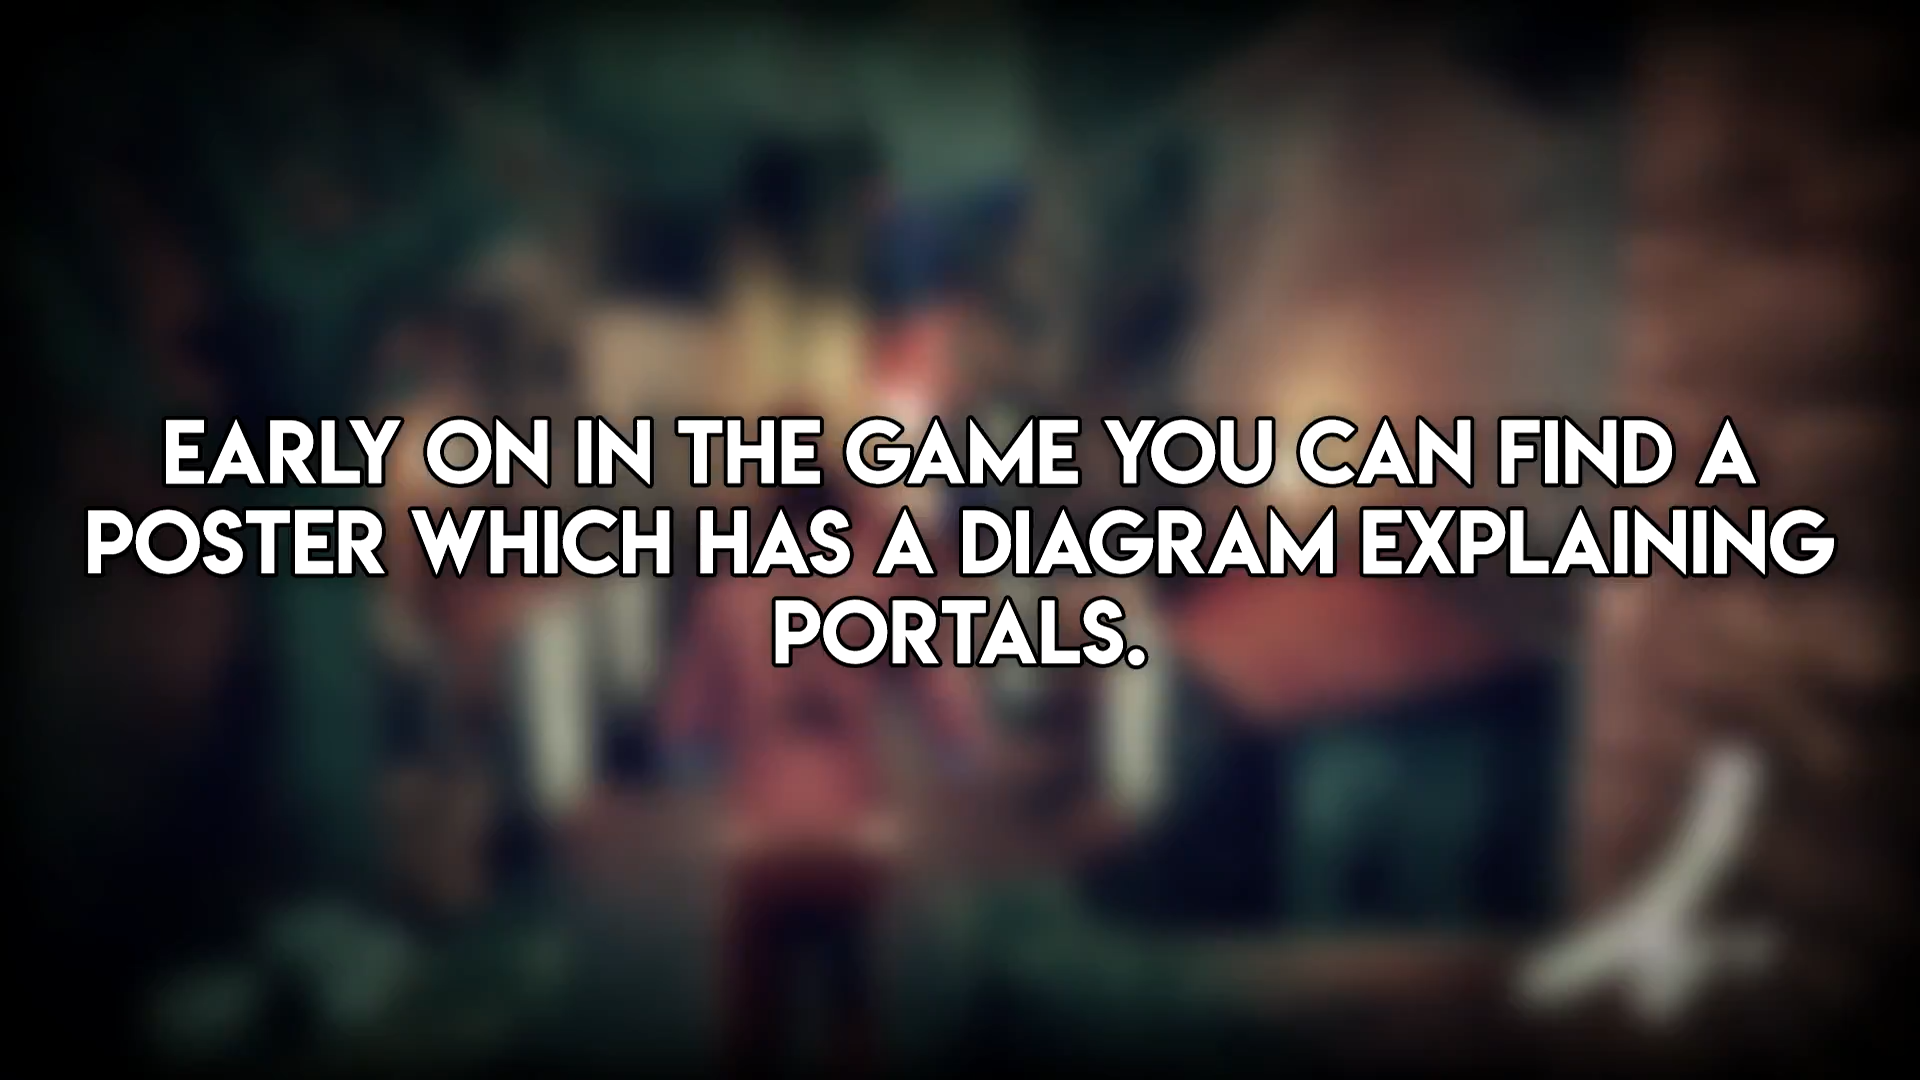 EARLY ON IN THE GAME YOU CAN FIND A
POSTER WHICH HAS A DIAGRAM EXPLAINING
PORTALS.